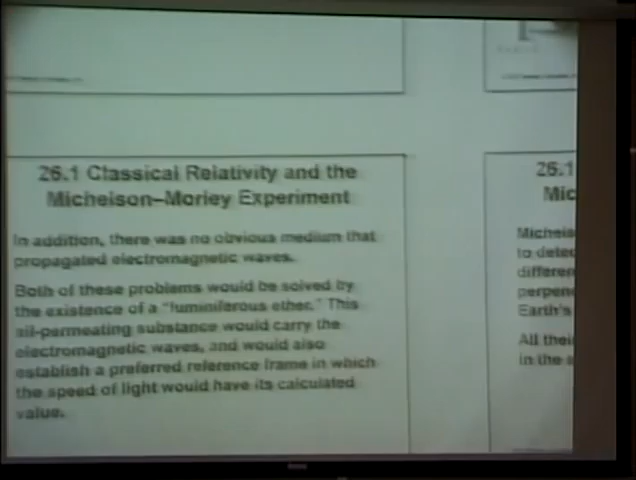 26.1 Classical Relativity and the
Michelson–Morley Experiment
In addition, there was no obvious medium that
propagated electromagnetic waves.
Both of these problems would be solved by
the existence of a "luminiferous ether." This
all-permeating substance would carry the
electromagnetic waves, and would also
establish a preferred reference frame in which
the speed of light would have its calculated
value.
26.1
Mic
Michels
to detec
differen
perpend
Earth's
All thei
in the